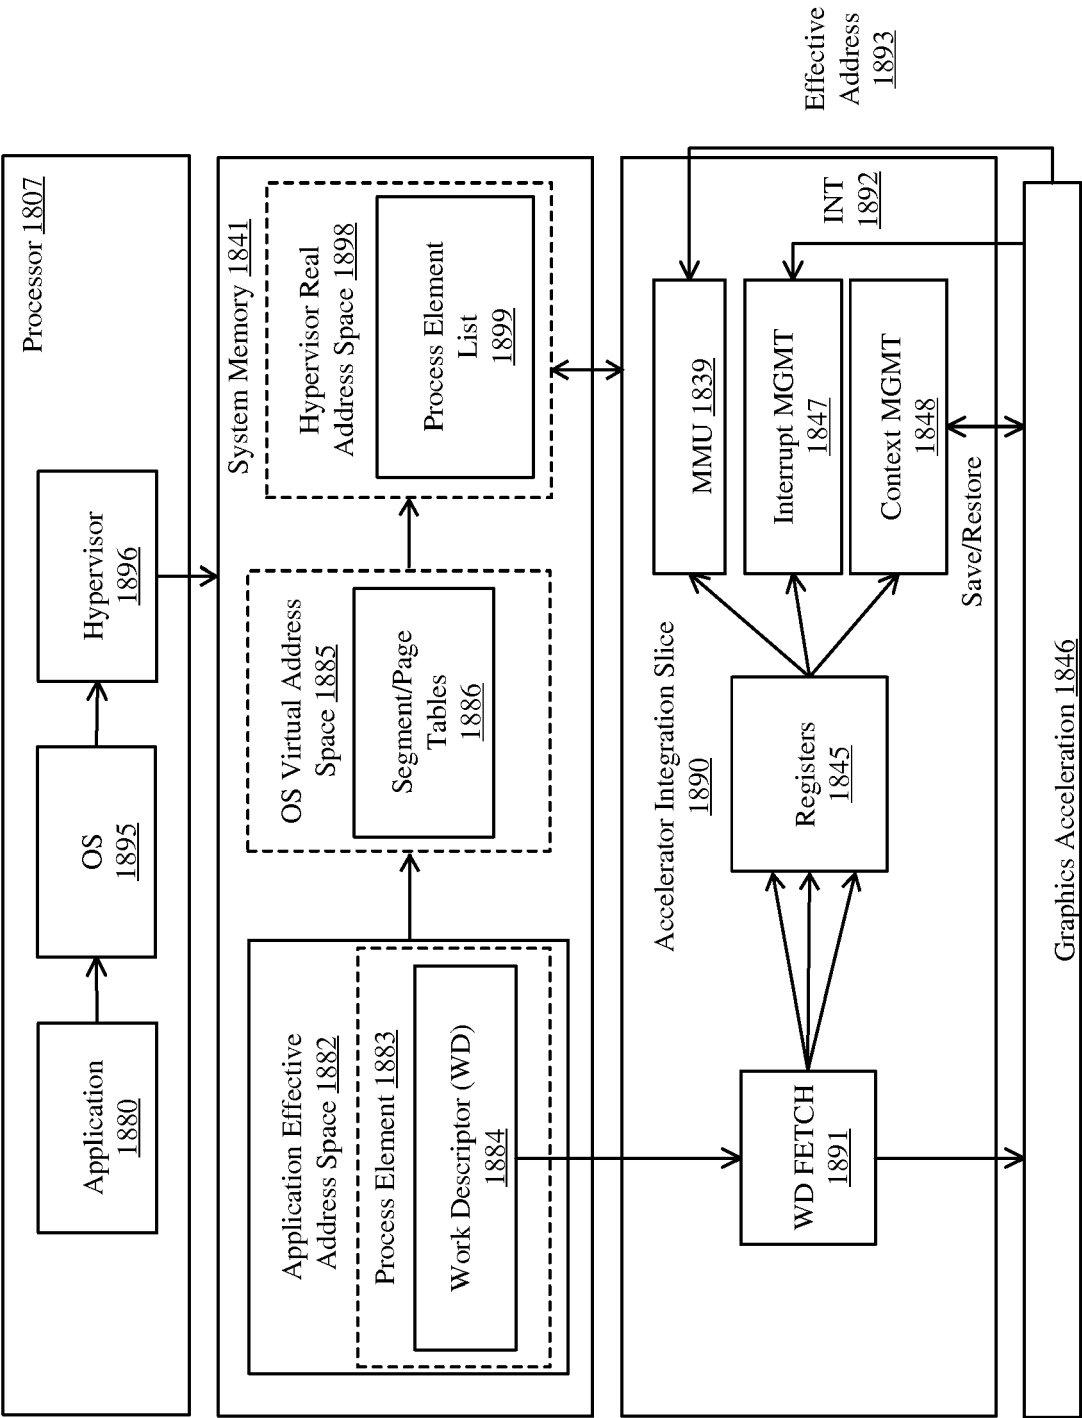 Processor 1807
Application
1880
OS
1895
Hypervisor
1896
System Memory 1841
Application Effective
Address Space 1882
Process Element 1883
Work Descriptor (WD)
1884
OS Virtual Address
Space 1885
Segment/Page
Tables
1886
Hypervisor Real
Address Space 1898
Process Element
List
1899
Accelerator Integration Slice
1890
WD FETCH
1891
Registers
1845
MMU 1839
Interrupt MGMT
1847
Context MGMT
1848
Save/Restore
INT
1892
Effective
Address
1893
Graphics Acceleration 1846